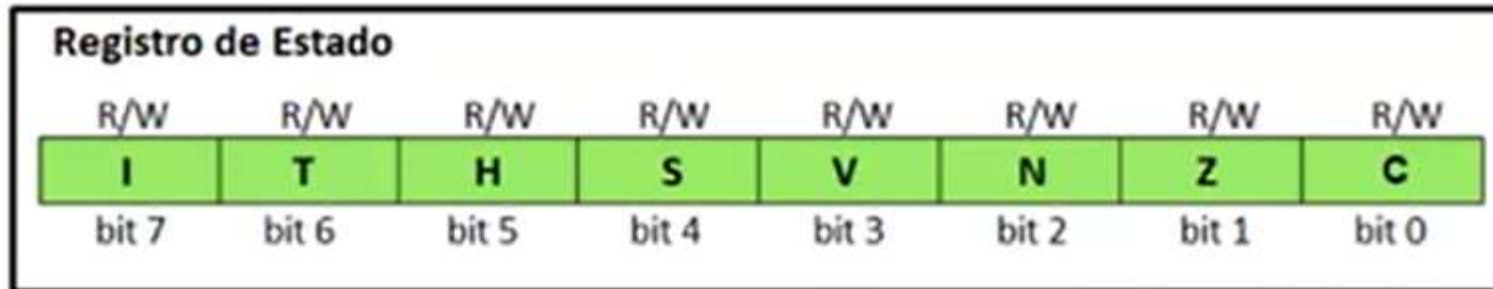 Registro de Estado
R/W R/W R/W R/W R/W R/W R/W R/W
I T H S V N Z C
bit 7 bit 6 bit 5 bit 4 bit 3 bit 2 bit 1 bit 0